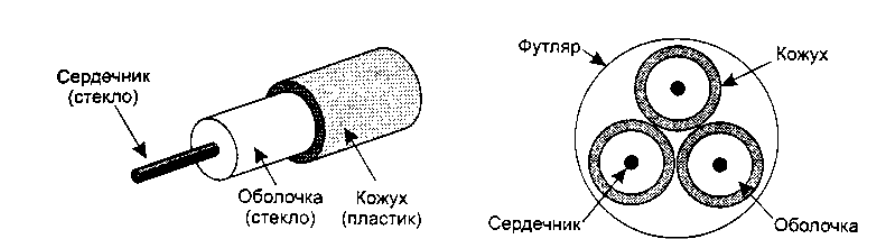 Сердечник
(стекло)
Оболочка
(стекло)
Кожух
(пластик)
Футляр
Кожух
Сердечник
Оболочка